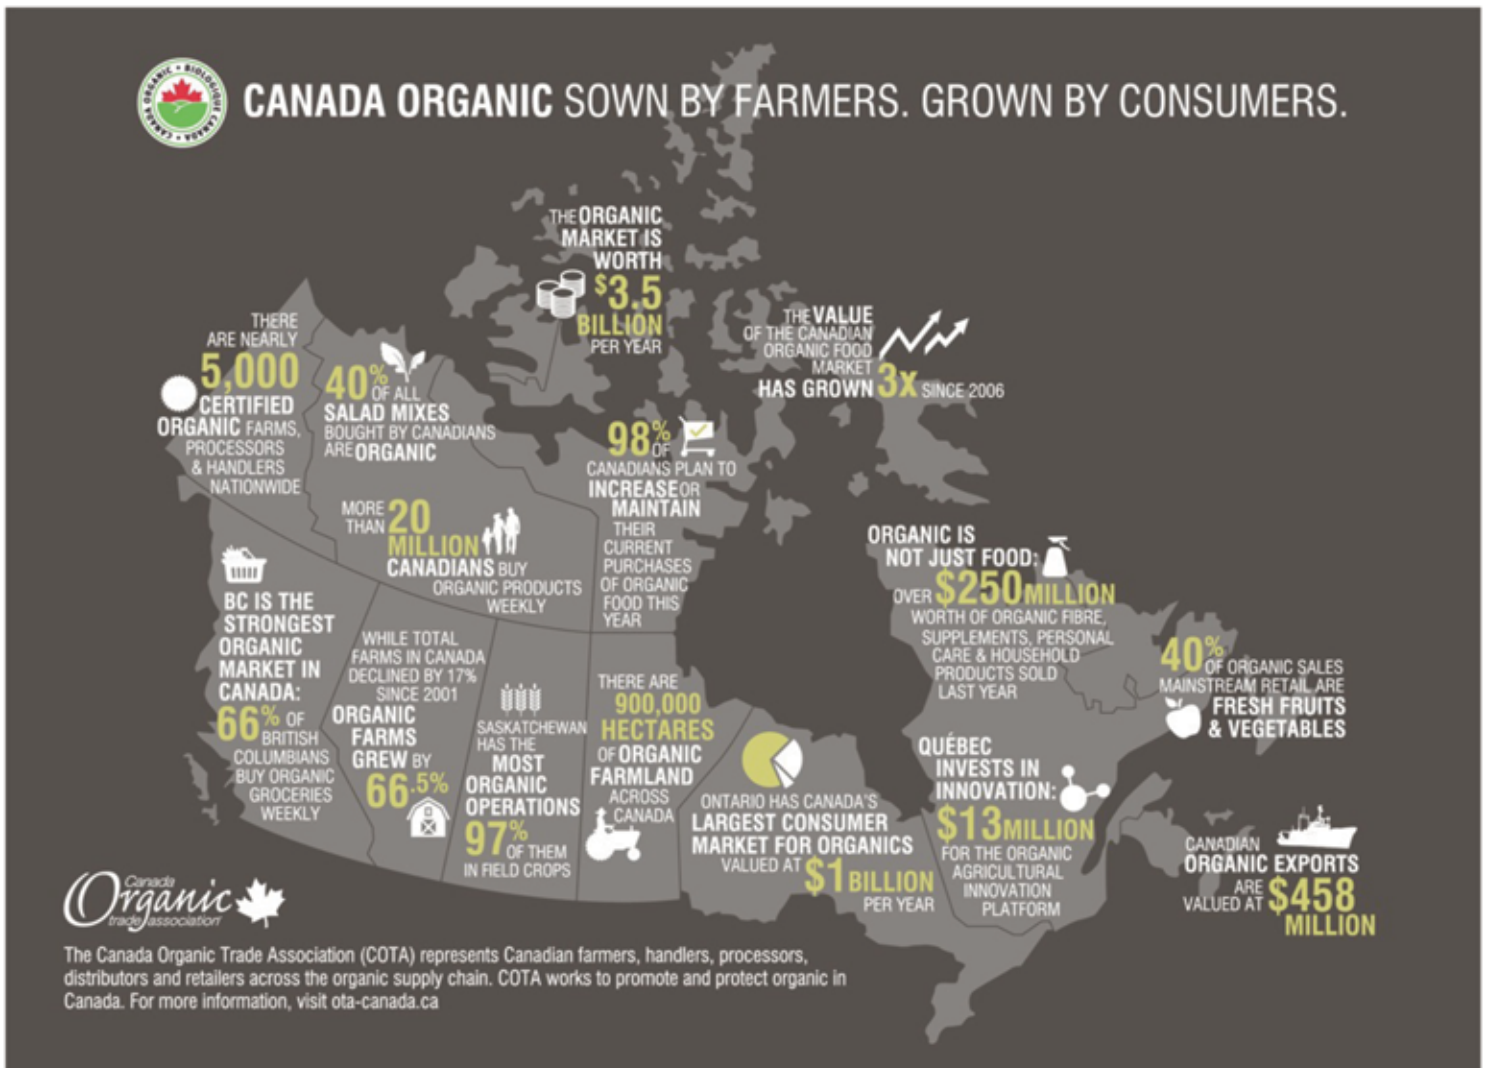 CANADA ORGANIC • BIOLOGIQUE CANADA •
CANADA ORGANIC SOWN BY FARMERS. GROWN BY CONSUMERS.
THE ORGANIC
MARKET IS
WORTH
$3.5
BILLION
PER YEAR
THE VALUE
OF THE CANADIAN
ORGANIC FOOD
MARKET
HAS GROWN 3x SINCE 2006
THERE
ARE NEARLY
5,000
CERTIFIED
ORGANIC FARMS,
PROCESSORS
& HANDLERS
NATIONWIDE
40% OF ALL
SALAD MIXES
BOUGHT BY CANADIANS
ARE ORGANIC
98% OF
CANADIANS PLAN TO
INCREASE OR
MAINTAIN
THEIR
CURRENT
PURCHASES
OF ORGANIC
FOOD THIS
YEAR
MORE
THAN 20
MILLION
CANADIANS BUY
ORGANIC PRODUCTS
WEEKLY
ORGANIC IS
NOT JUST FOOD:
OVER $250 MILLION
WORTH OF ORGANIC FIBRE,
SUPPLEMENTS, PERSONAL
CARE & HOUSEHOLD
PRODUCTS SOLD
LAST YEAR
BC IS THE
STRONGEST
ORGANIC
MARKET IN
CANADA:
66% OF
BRITISH
COLUMBIANS
BUY ORGANIC
GROCERIES
WEEKLY
WHILE TOTAL
FARMS IN CANADA
DECLINED BY 17%
SINCE 2001
ORGANIC
FARMS
GREW BY
66.5%
SASKATCHEWAN
HAS THE
MOST
ORGANIC
OPERATIONS
97% OF THEM
IN FIELD CROPS
THERE ARE
900,000
HECTARES
OF ORGANIC
FARMLAND
ACROSS
CANADA
ONTARIO HAS CANADA'S
LARGEST CONSUMER
MARKET FOR ORGANICS
VALUED AT $1 BILLION
PER YEAR
QUÉBEC
INVESTS IN
INNOVATION:
$13 MILLION
FOR THE ORGANIC
AGRICULTURAL
INNOVATION
PLATFORM
40% OF ORGANIC SALES
MAINSTREAM RETAIL ARE
FRESH FRUITS
& VEGETABLES
CANADIAN
ORGANIC EXPORTS
ARE
VALUED AT $458
MILLION
Canada
Organic
trade association
The Canada Organic Trade Association (COTA) represents Canadian farmers, handlers, processors,
distributors and retailers across the organic supply chain. COTA works to promote and protect organic in
Canada. For more information, visit ota-canada.ca